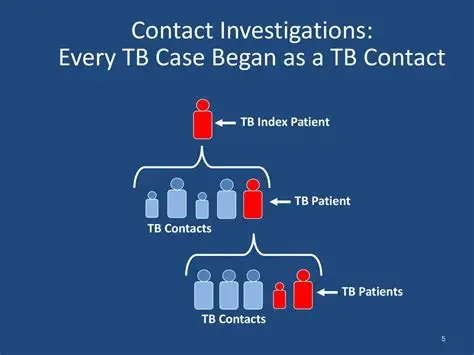 Contact Investigations:
Every TB Case Began as a TB Contact
TB Index Patient
TB Patient
TB Contacts
TB Patients
TB Contacts
5